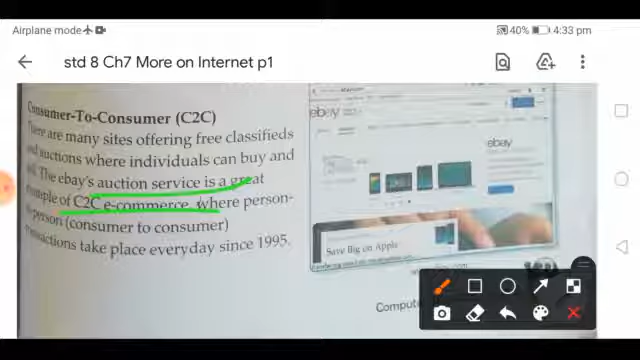 Airplane mode
40%
4:33 pm
std 8 Ch7 More on Internet p1
Consumer-To-Consumer (C2C)
There are many sites offering free classifieds
and auctions where individuals can buy and
The ebay's auction service is a great
example of C2C e-commerce, where person-
person (consumer to consumer)
transactions take place everyday since 1995.
ebay
ebay
Save Big on Apple
Comput